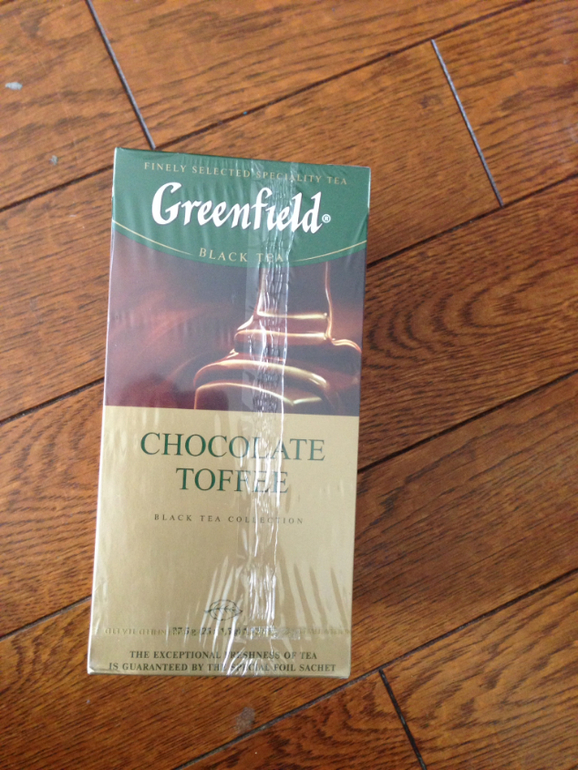 FINELY SELECTED SPECIALITY TEA
Greenfield®
BLACK TEA
CHOCOLATE
TOFFEE
BLACK TEA COLLECTION
THE EXCEPTIONAL FRESHNESS OF TEA
IS GUARANTEED BY THE SPECIAL FOIL SACHET